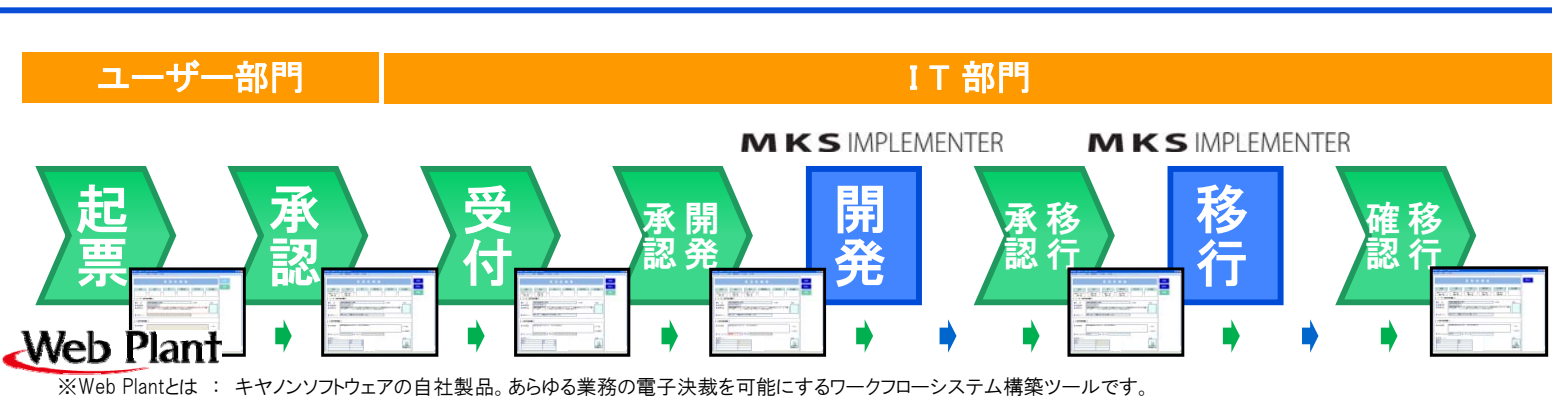 ユーザー部門
IT部門
MKS IMPLEMENTER
MKS IMPLEMENTER
起票
承認
受付
開発承認
開発
移行承認
移行
移行確認
Web Plant
※Web Plantとは ： キヤノンソフトウェアの自社製品。あらゆる業務の電子決裁を可能にするワークフローシステム構築ツールです。